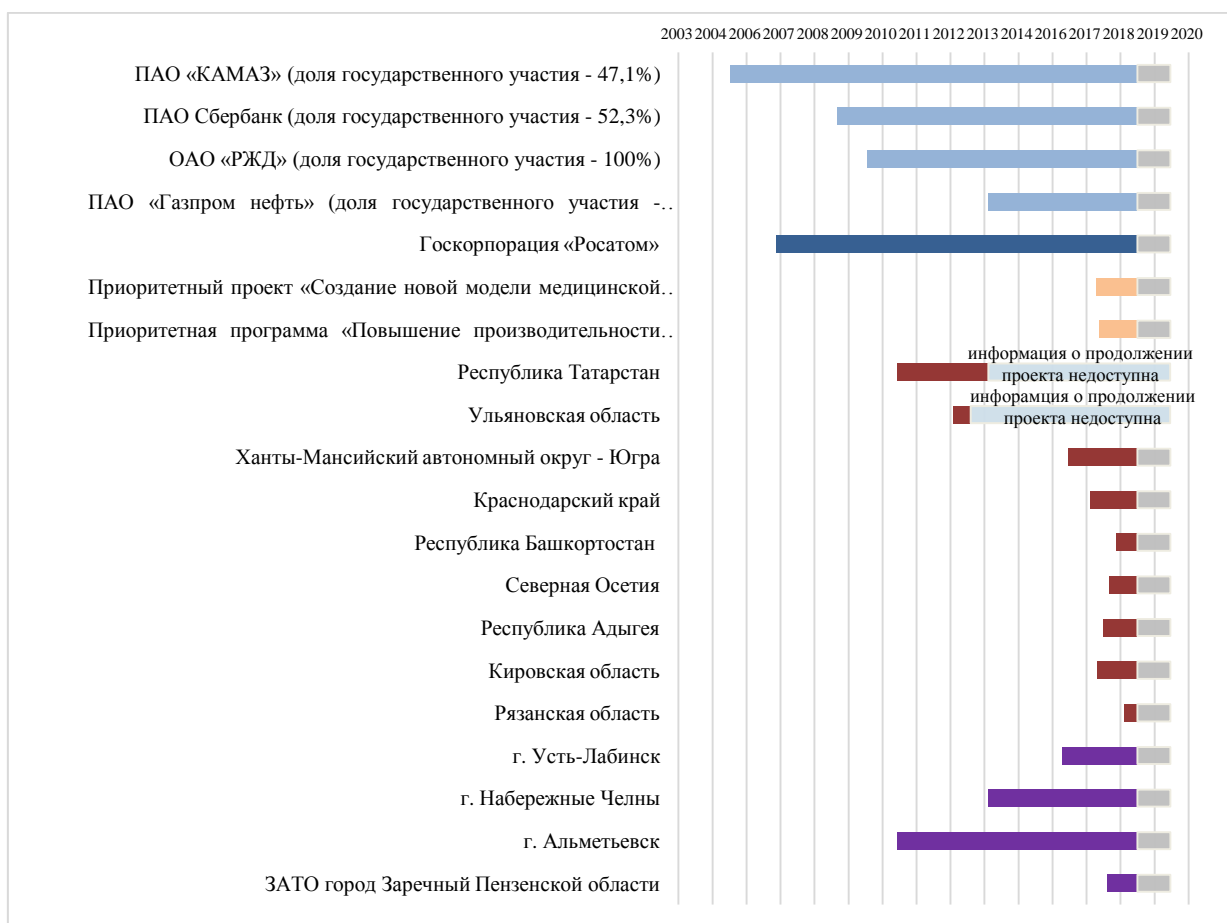 2003 2004 2006 2007 2008 2009 2010 2011 2012 2013 2014 2016 2017 2018 2019 2020
ПАО «КАМАЗ» (доля государственного участия - 47,1%)
ПАО Сбербанк (доля государственного участия - 52,3%)
ОАО «РЖД» (доля государственного участия - 100%)
ПАО «Газпром нефть» (доля государственного участия -..
Госкорпорация «Росатом»
Приоритетный проект «Создание новой модели медицинской..
Приоритетная программа «Повышение производительности..
Республика Татарстан
информация о продолжении
проекта недоступна
Ульяновская область
инфорамция о продолжении
проекта недоступна
Ханты-Мансийский автономный округ - Югра
Краснодарский край
Республика Башкортостан
Северная Осетия
Республика Адыгея
Кировская область
Рязанская область
г. Усть-Лабинск
г. Набережные Челны
г. Альметьевск
ЗАТО город Заречный Пензенской области